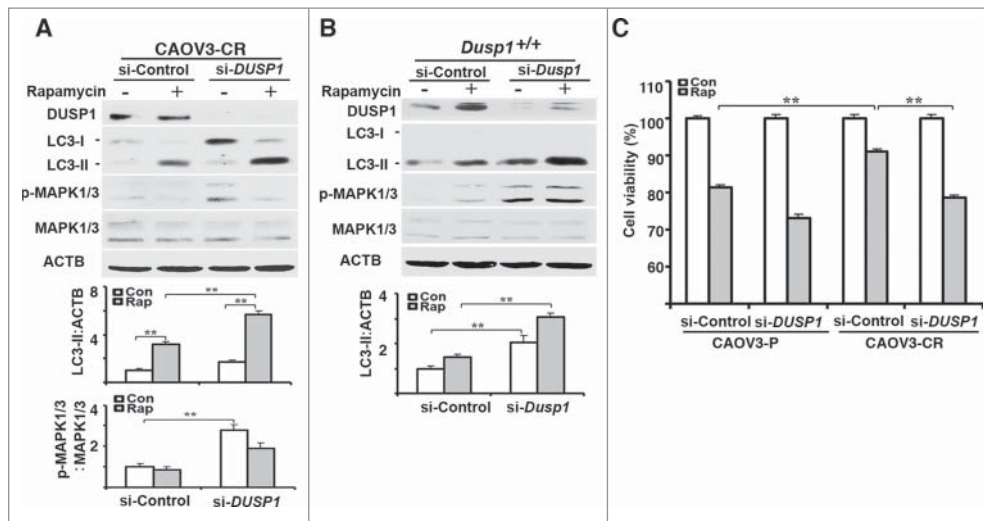 A
CAOV3-CR
si-Control si-DUSP1
Rapamycin - + - +
DUSP1
LC3-I -
LC3-II -
p-MAPK1/3
MAPK1/3
ACTB
Con
Rap
**
**
**
8
4
LC3-II:ACTB
Con
Rap
**
4
2
p-MAPK1/3
:MAPK1/3
si-Control si-DUSP1
B
Dusp1+/+
si-Control si-Dusp1
Rapamycin - + - +
DUSP1
LC3-I -
LC3-II -
p-MAPK1/3
MAPK1/3
ACTB
Con
Rap
**
**
4
2
LC3-II:ACTB
si-Control si-Dusp1
C
Con
Rap
** **
100
90
80
70
60
Cell viability (%)
si-Control si-DUSP1 si-Control si-DUSP1
CAOV3-P CAOV3-CR